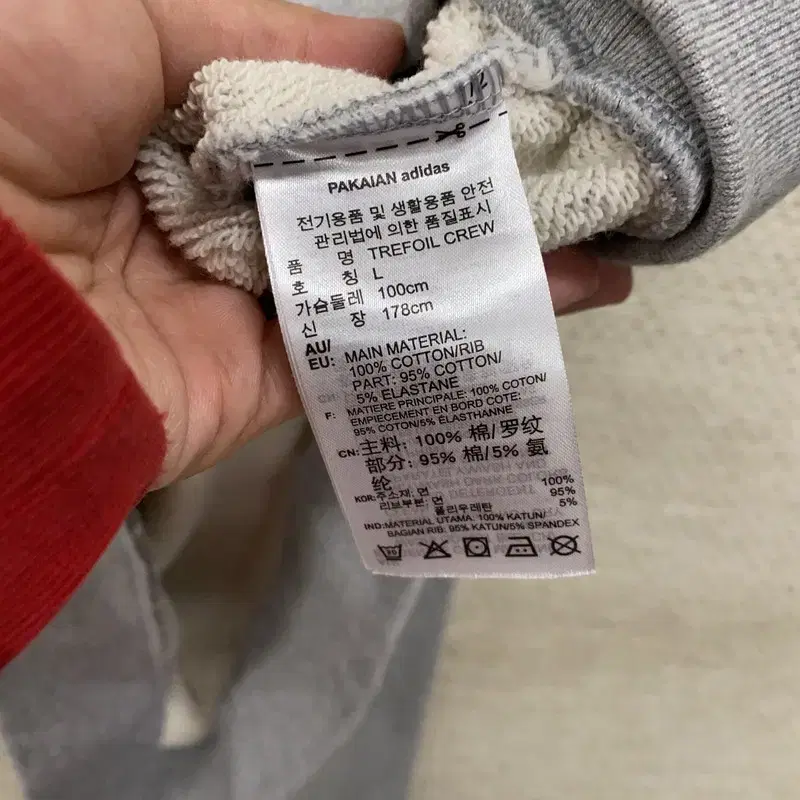 PAKAIAN adidas
전기용품 및 생활용품 안전
관리법에 의한 품질표시
품 명 TREFOIL CREW
호 칭 L
가슴둘레 100cm
신 장 178cm
AU/
EU: MAIN MATERIAL:
100% COTTON/RIB
PART: 95% COTTON/
5% ELASTANE
F: MATIERE PRINCIPALE: 100% COTON/
EMPIECEMENT EN BORD COTE:
95% COTON/5% ÉLASTHANNE
CN: 主料: 100% 棉/罗纹
部分: 95% 棉/5% 氨
纶
KOR: 주소재: 면 100%
리브부분: 면 95%
폴리우레탄 5%
IND: MATERIAL UTAMA: 100% KATUN/
BAGIAN RIB: 95% KATUN/5% SPANDEX